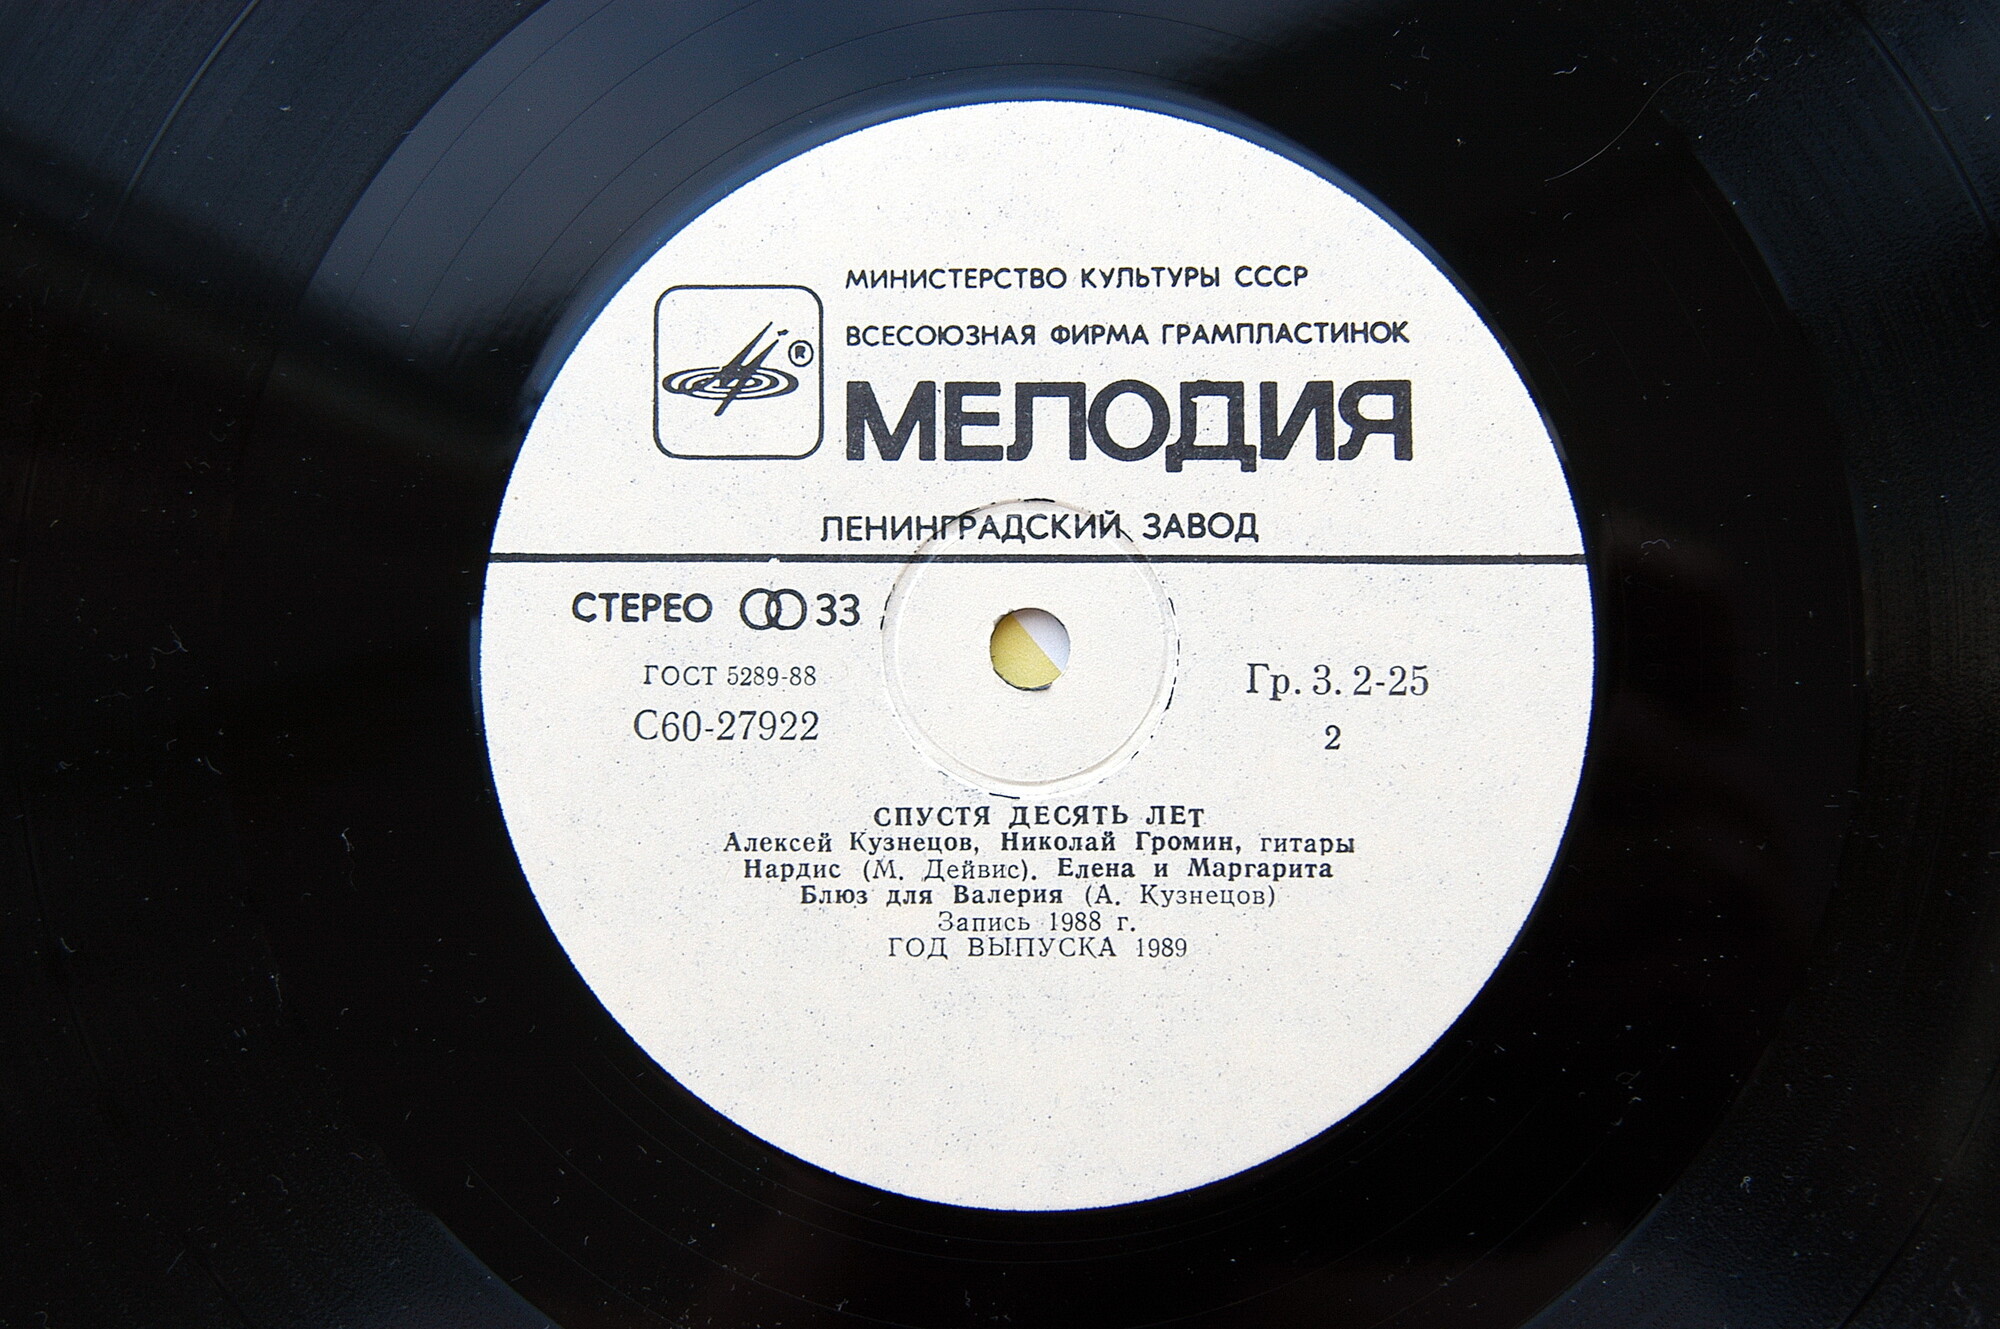 МИНИСТЕРСТВО КУЛЬТУРЫ СССР
ВСЕСОЮЗНАЯ ФИРМА ГРАМПЛАСТИНОК
®
МЕЛОДИЯ
ЛЕНИНГРАДСКИЙ ЗАВОД
СТЕРЕО 33
ГОСТ 5289-88
С60-27922
Гр. 3. 2-25
2
СПУСТЯ ДЕСЯТЬ ЛЕТ
Алексей Кузнецов, Николай Громин, гитары
Нардис (М. Дейвис). Елена и Маргарита
Блюз для Валерия (А. Кузнецов)
Запись 1988 г.
ГОД ВЫПУСКА 1989